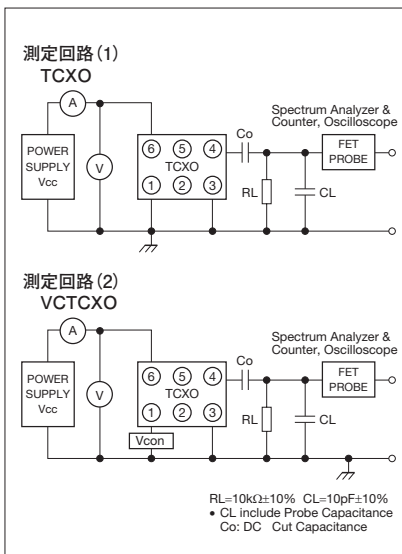 測定回路(1)
TCXO
A
POWER
SUPPLY
Vcc
V
6 5 4
TCXO
1 2 3
Co
RL
CL
Spectrum Analyzer &
Counter, Oscilloscope
FET
PROBE
測定回路(2)
VCTCXO
A
POWER
SUPPLY
Vcc
V
6 5 4
TCXO
1 2 3
Vcon
Co
RL
CL
Spectrum Analyzer &
Counter, Oscilloscope
FET
PROBE
RL=10kΩ±10% CL=10pF±10%
• CL include Probe Capacitance
Co: DC Cut Capacitance